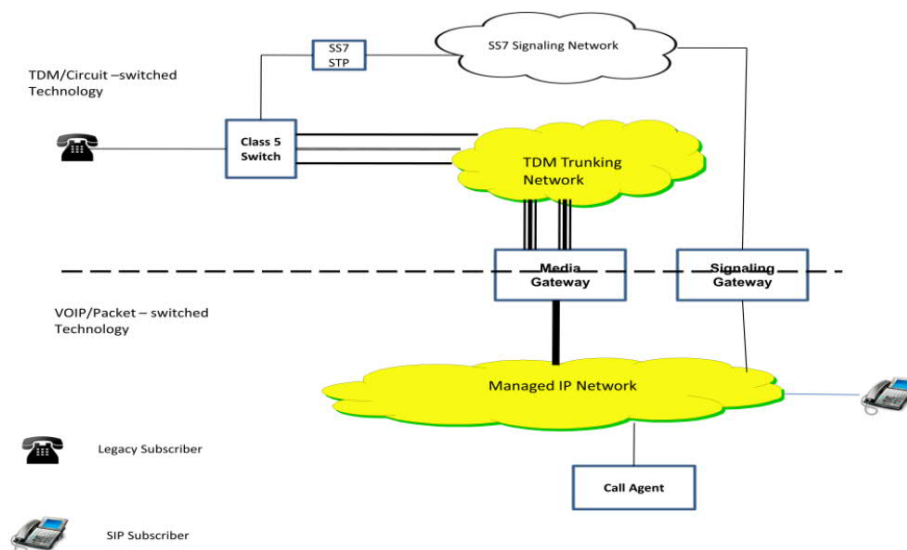 SS7
STP
SS7 Signaling Network
TDM/Circuit –switched
Technology
Class 5
Switch
TDM Trunking
Network
Media
Gateway
Signaling
Gateway
VOIP/Packet – switched
Technology
Managed IP Network
Legacy Subscriber
Call Agent
SIP Subscriber